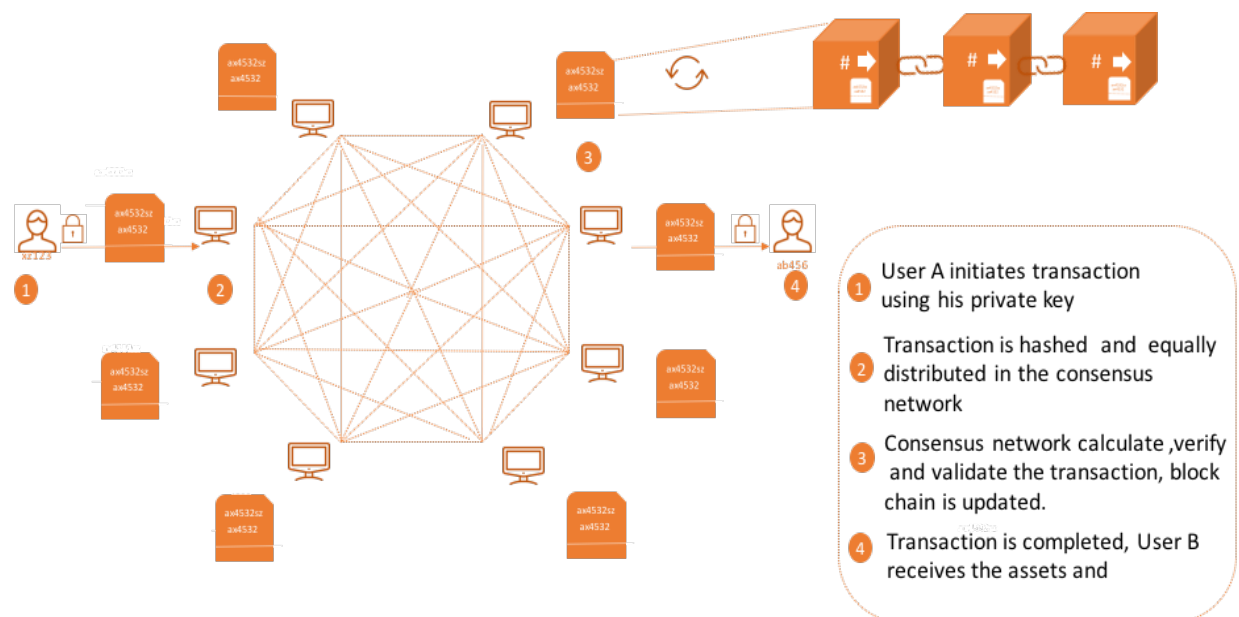 ax4532sz
ax4532
ax4532sz
ax4532
#
#
#
3
ax4532sz
ax4532
ax4532sz
ax4532
xz123
ab456
1
2
4
ax4532sz
ax4532
ax4532sz
ax4532
ax4532sz
ax4532
ax4532sz
ax4532
1
User A initiates transaction
using his private key
2
Transaction is hashed and equally
distributed in the consensus
network
3
Consensus network calculate ,verify
and validate the transaction, block
chain is updated.
4
Transaction is completed, User B
receives the assets and